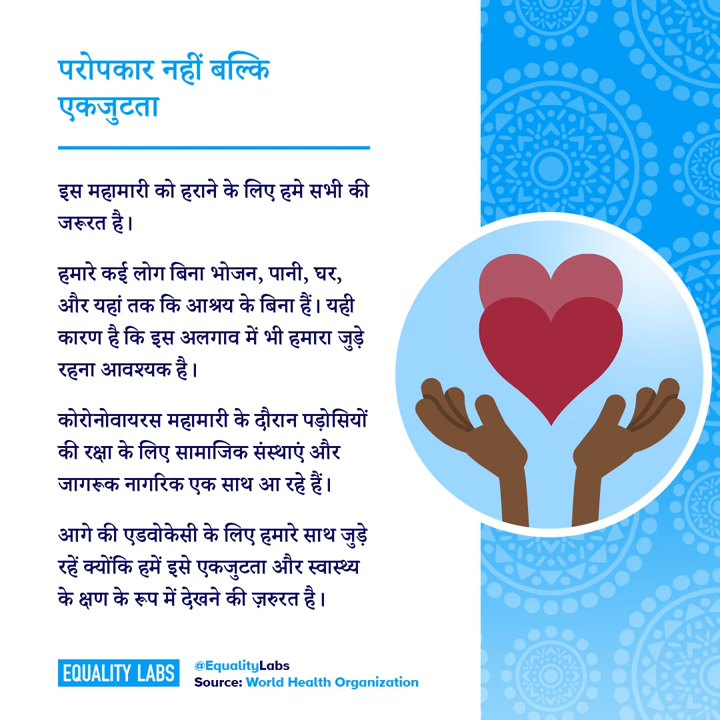 परोपकार नहीं बल्कि
एकजुटता
इस महामारी को हराने के लिए हमे सभी की
जरूरत है।
हमारे कई लोग बिना भोजन, पानी, घर,
और यहां तक कि आश्रय के बिना हैं। यही
कारण है कि इस अलगाव में भी हमारा जुड़े
रहना आवश्यक है।
कोरोनोवायरस महामारी के दौरान पड़ोसियों
की रक्षा के लिए सामाजिक संस्थाएं और
जागरूक नागरिक एक साथ आ रहे हैं।
आगे की एडवोकेसी के लिए हमारे साथ जुड़े
रहें क्योंकि हमें इसे एकजुटता और स्वास्थ्य
के क्षण के रूप में देखने की ज़रुरत है।
EQUALITY LABS
@EqualityLabs
Source: World Health Organization